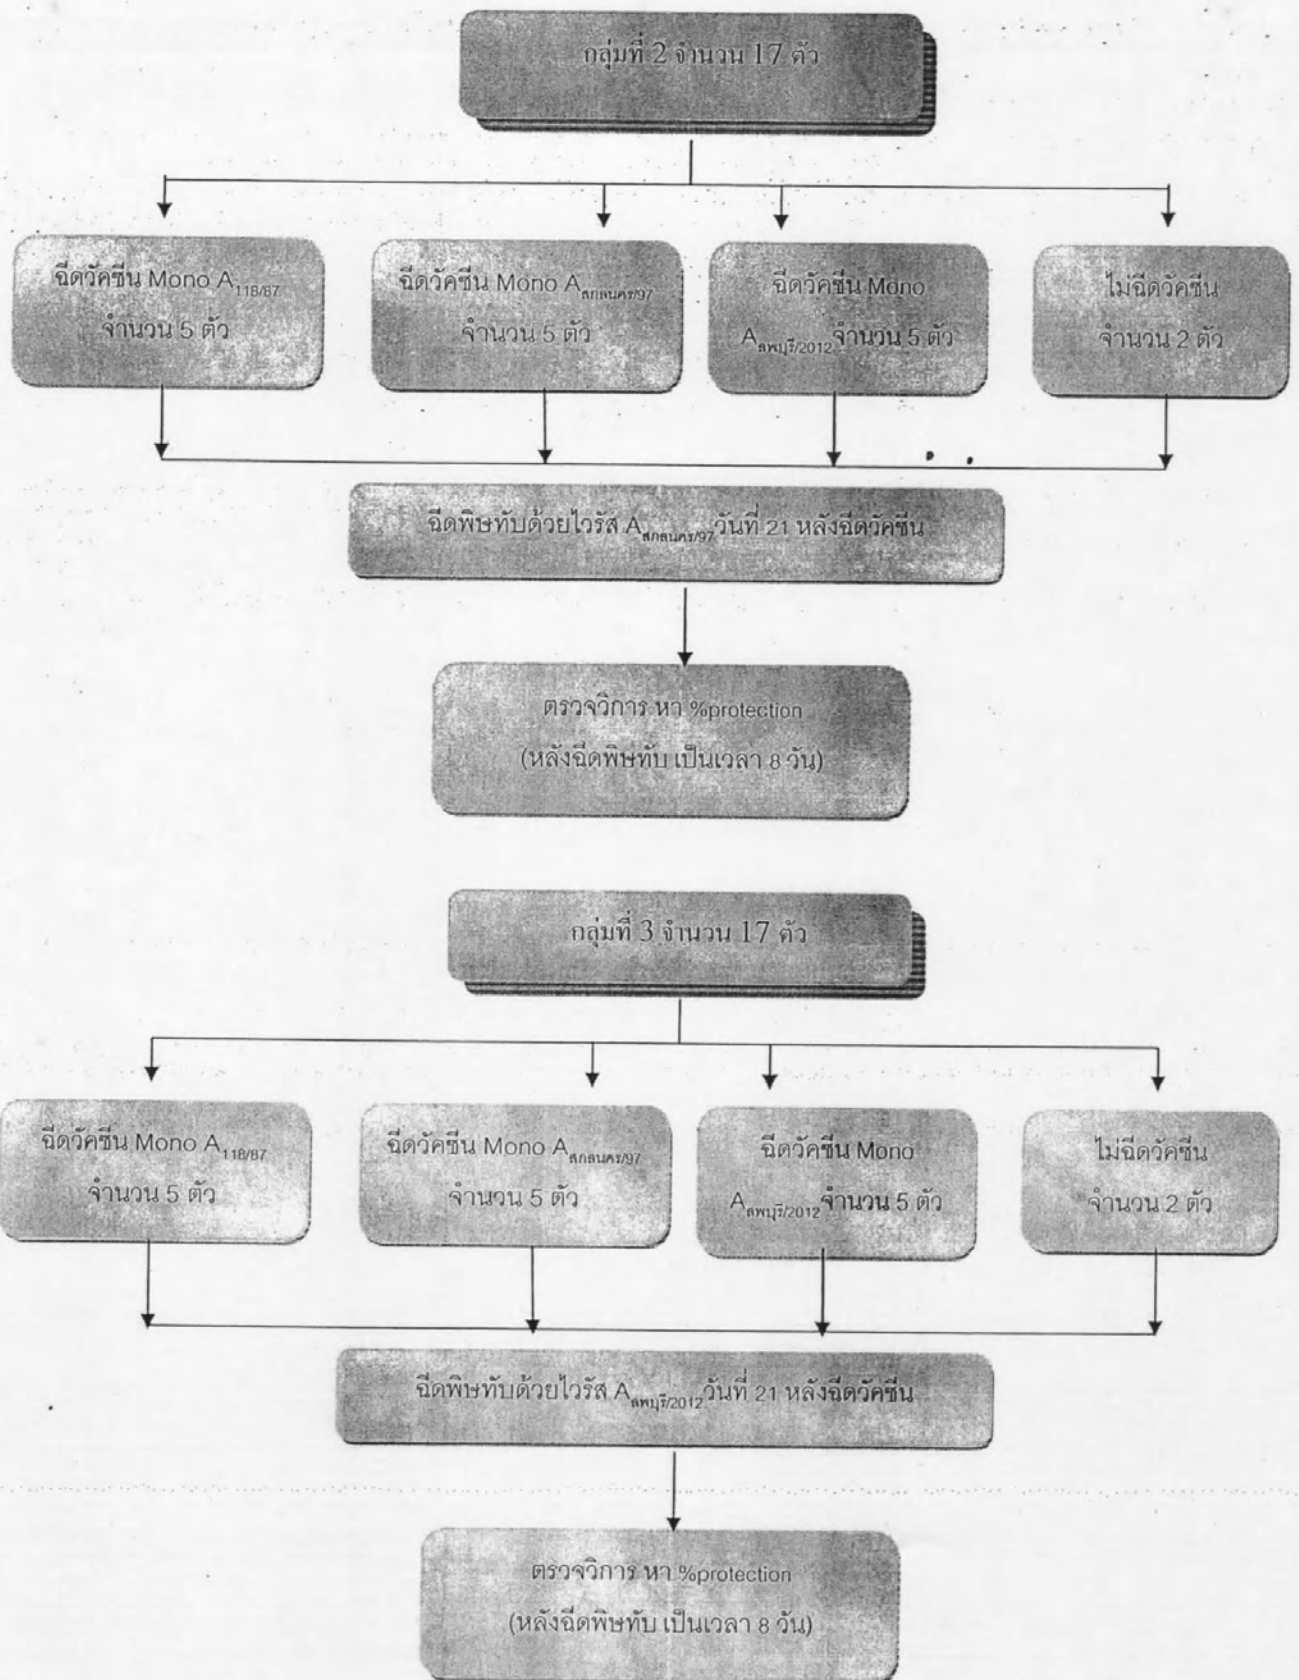 กลุ่มที่ 2 จำนวน 17 ตัว
ฉีดวัคซีน Mono A118/87
จำนวน 5 ตัว
ฉีดวัคซีน Mono Aสกลนคร/97
จำนวน 5 ตัว
ฉีดวัคซีน Mono
Aลพบุรี/2012 จำนวน 5 ตัว
ไม่ฉีดวัคซีน
จำนวน 2 ตัว
ฉีดพิษทับด้วยไวรัส Aสกลนคร/97 วันที่ 21 หลังฉีดวัคซีน
ตรวจวิการ หา %protection
(หลังฉีดพิษทับ เป็นเวลา 8 วัน)
กลุ่มที่ 3 จำนวน 17 ตัว
ฉีดวัคซีน Mono A118/87
จำนวน 5 ตัว
ฉีดวัคซีน Mono Aสกลนคร/97
จำนวน 5 ตัว
ฉีดวัคซีน Mono
Aลพบุรี/2012 จำนวน 5 ตัว
ไม่ฉีดวัคซีน
จำนวน 2 ตัว
ฉีดพิษทับด้วยไวรัส Aลพบุรี/2012 วันที่ 21 หลังฉีดวัคซีน
ตรวจวิการ หา %protection
(หลังฉีดพิษทับ เป็นเวลา 8 วัน)